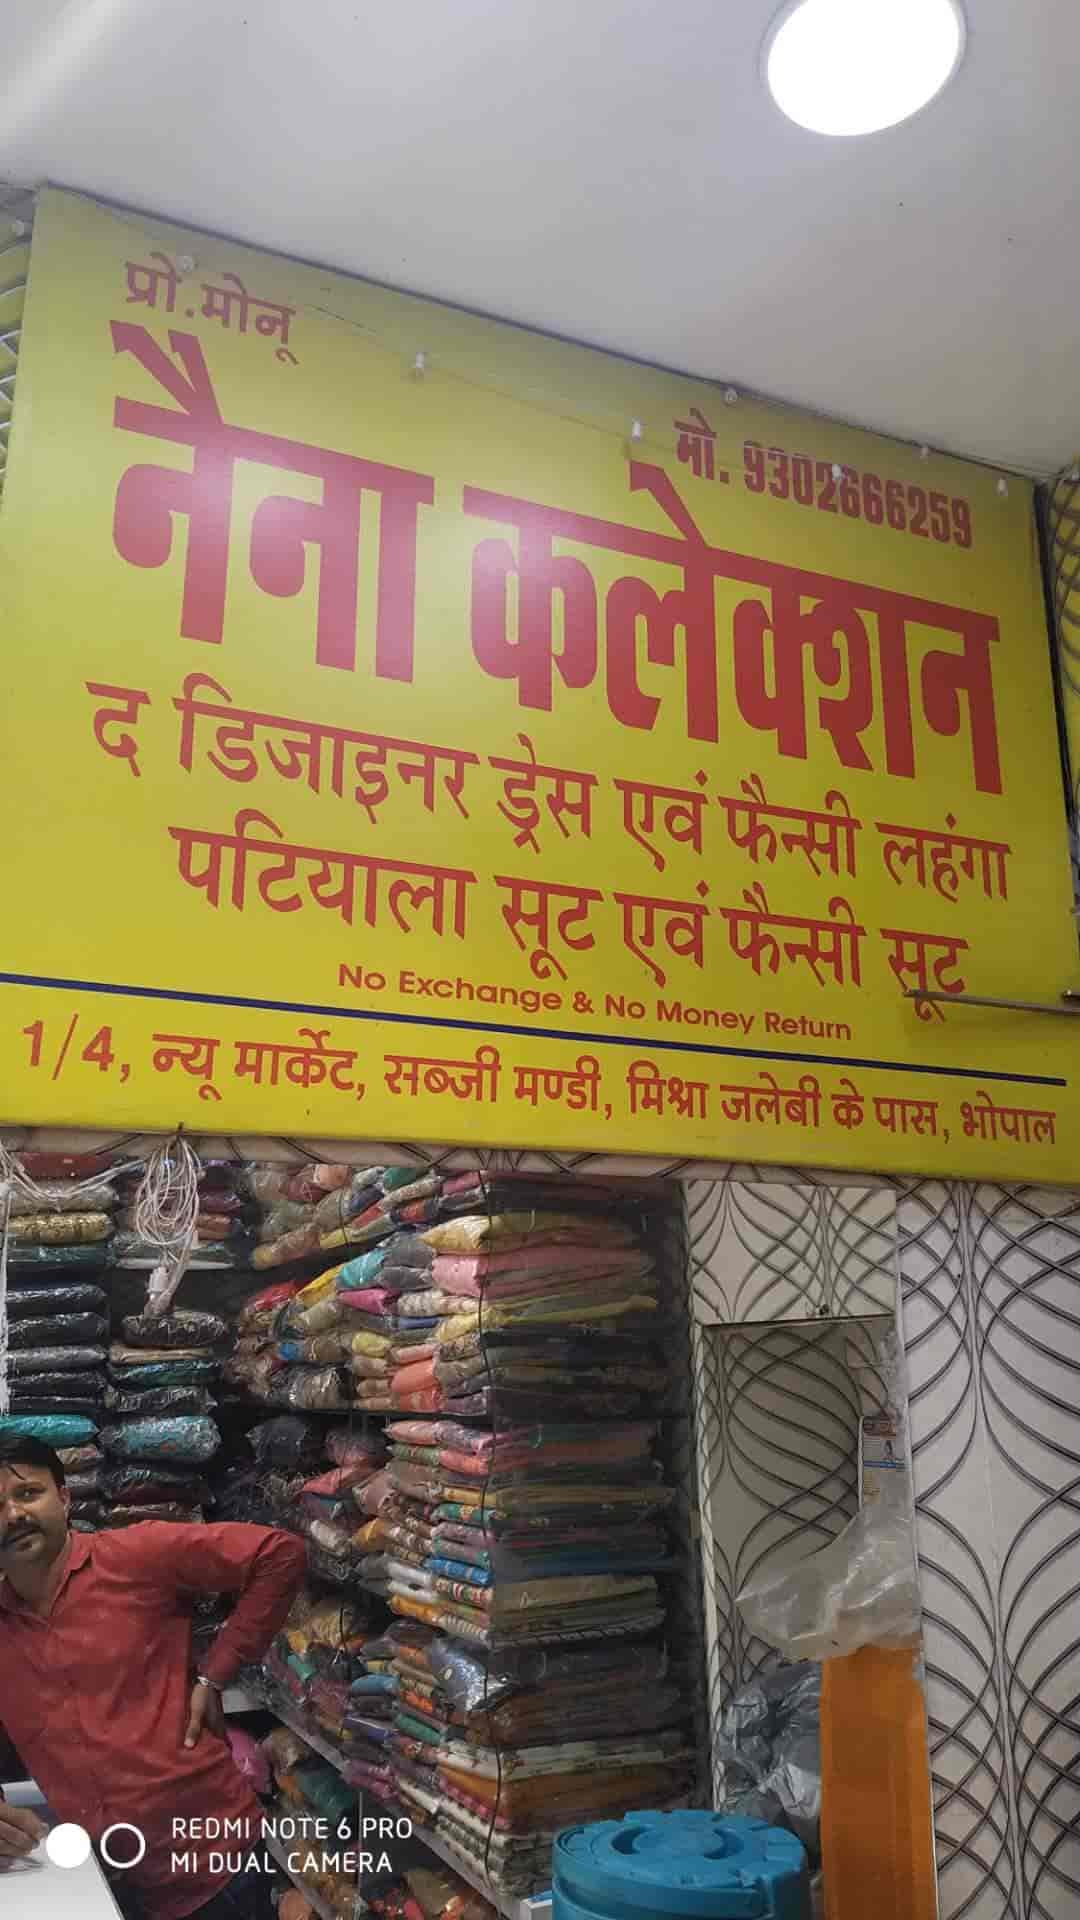 प्रो.मोनू
मो. 9302666259
नैना कलेक्शन
द डिजाइनर ड्रेस एवं फैन्सी लहंगा
पटियाला सूट एवं फैन्सी सूट
No Exchange & No Money Return
1/4, न्यू मार्केट, सब्जी मण्डी, मिश्रा जलेबी के पास, भोपाल
REDMI NOTE 6 PRO
MI DUAL CAMERA